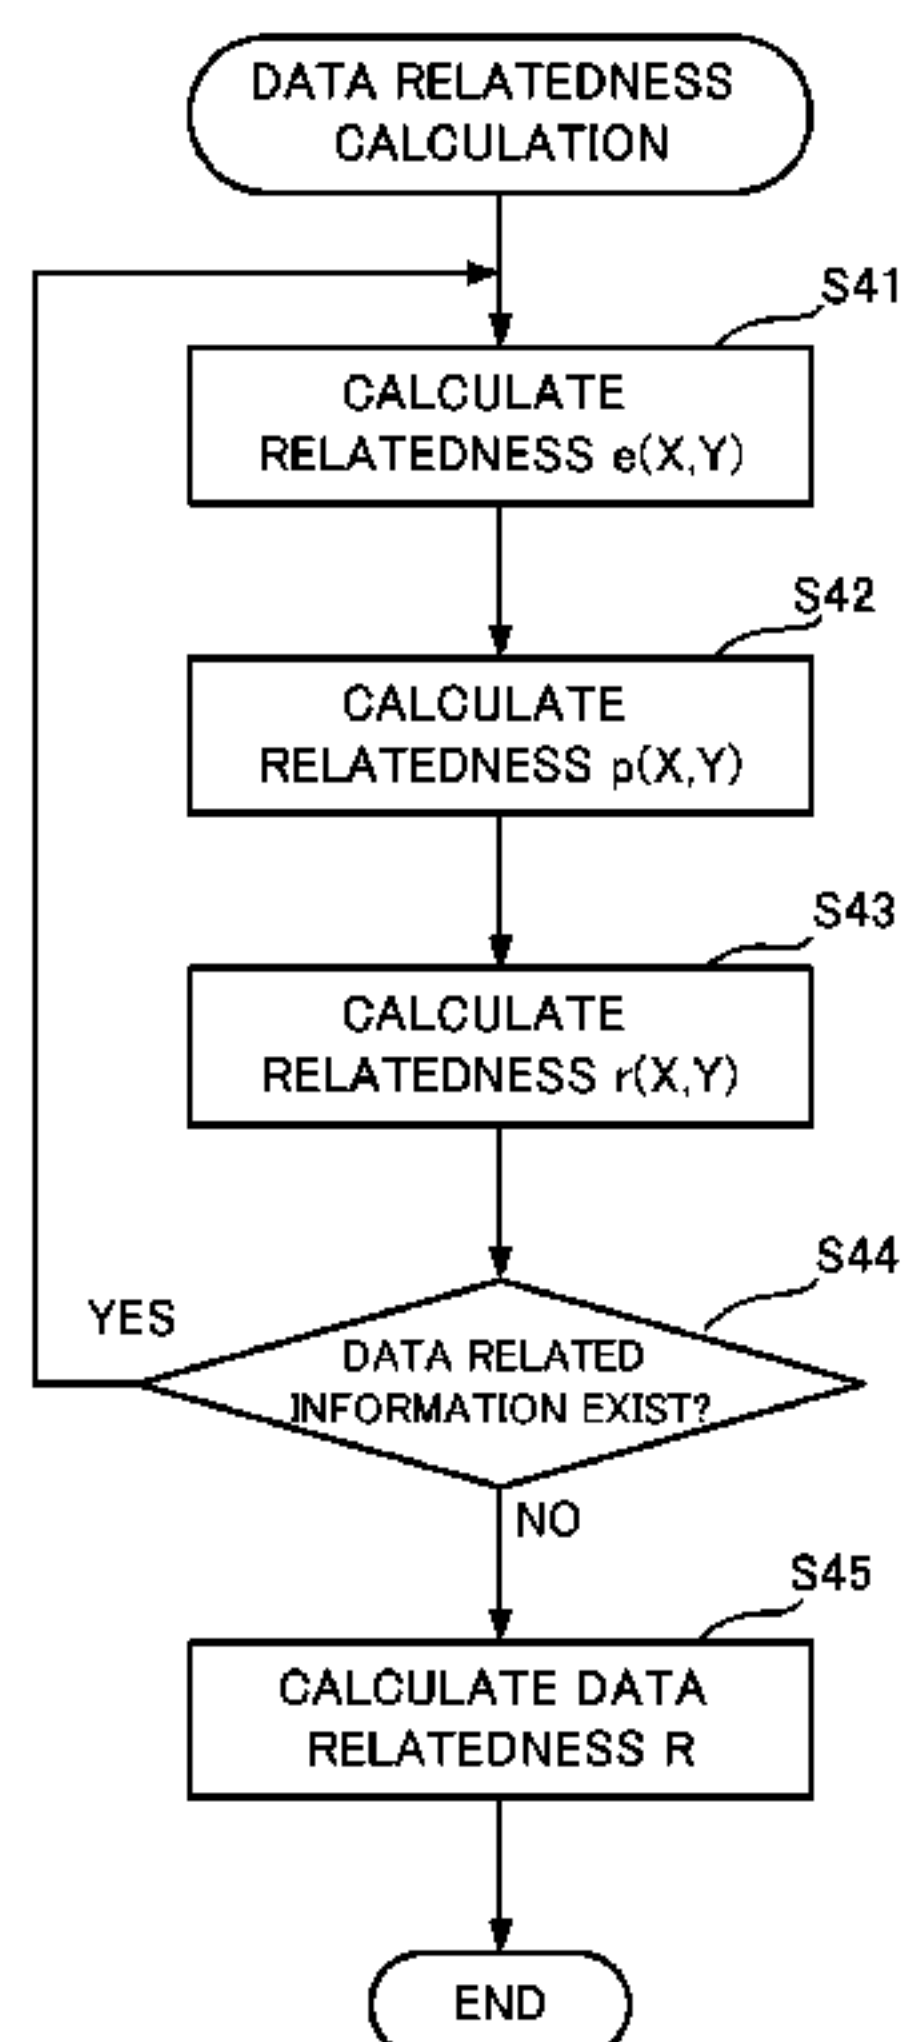 DATA RELATEDNESS
CALCULATION
S41
CALCULATE
RELATEDNESS e(X,Y)
S42
CALCULATE
RELATEDNESS p(X,Y)
S43
CALCULATE
RELATEDNESS r(X,Y)
S44
YES
DATA RELATED
INFORMATION EXIST?
NO
S45
CALCULATE DATA
RELATEDNESS R
END